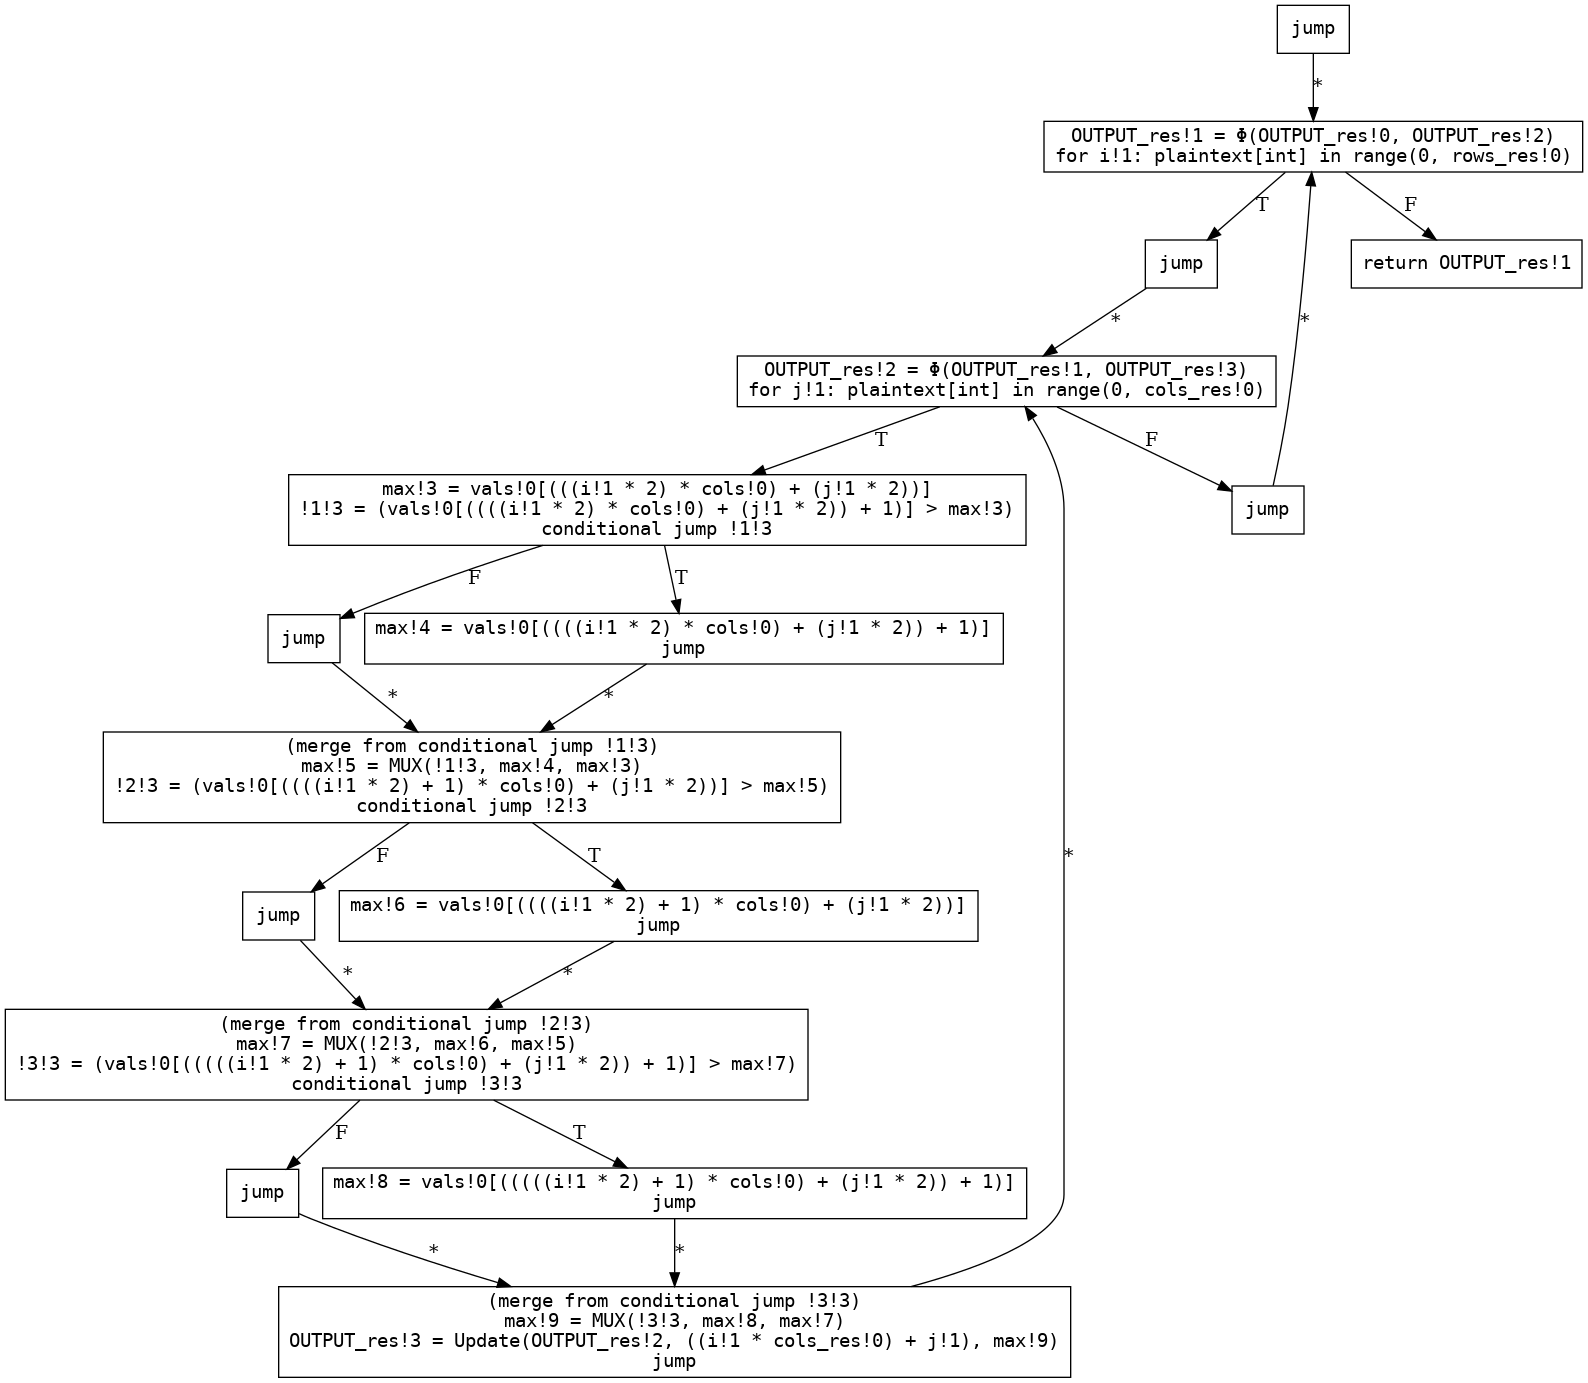 jump
*
OUTPUT_res!1 = Φ(OUTPUT_res!0, OUTPUT_res!2)
for i!1: plaintext[int] in range(0, rows_res!0)
T
F
jump
return OUTPUT_res!1
*
*
OUTPUT_res!2 = Φ(OUTPUT_res!1, OUTPUT_res!3)
for j!1: plaintext[int] in range(0, cols_res!0)
T
F
max!3 = vals!0[(((i!1 * 2) * cols!0) + (j!1 * 2))]
!1!3 = (vals!0[((((i!1 * 2) * cols!0) + (j!1 * 2)) + 1)] > max!3)
conditional jump !1!3
jump
F
T
jump
max!4 = vals!0[((((i!1 * 2) * cols!0) + (j!1 * 2)) + 1)]
jump
*
*
(merge from conditional jump !1!3)
max!5 = MUX(!1!3, max!4, max!3)
!2!3 = (vals!0[((((i!1 * 2) + 1) * cols!0) + (j!1 * 2))] > max!5)
conditional jump !2!3
F
T
*
jump
max!6 = vals!0[((((i!1 * 2) + 1) * cols!0) + (j!1 * 2))]
jump
*
*
(merge from conditional jump !2!3)
max!7 = MUX(!2!3, max!6, max!5)
!3!3 = (vals!0[(((((i!1 * 2) + 1) * cols!0) + (j!1 * 2)) + 1)] > max!7)
conditional jump !3!3
F
T
jump
max!8 = vals!0[(((((i!1 * 2) + 1) * cols!0) + (j!1 * 2)) + 1)]
jump
*
*
(merge from conditional jump !3!3)
max!9 = MUX(!3!3, max!8, max!7)
OUTPUT_res!3 = Update(OUTPUT_res!2, ((i!1 * cols_res!0) + j!1), max!9)
jump